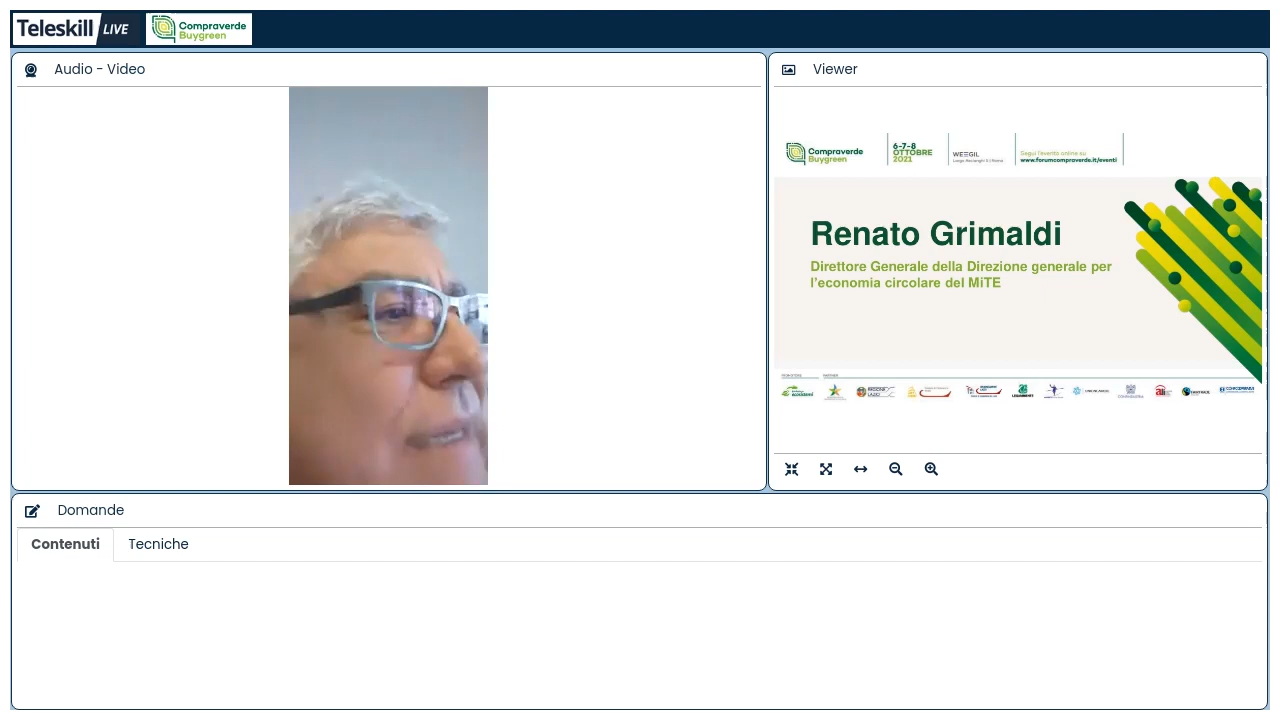 Teleskill LIVE
Compraverde
Buygreen
Audio - Video
Viewer
Compraverde
Buygreen
6-7-8
OTTOBRE
2021
WEGIL
Segui l'evento online su
www.forumcompraverde.it/eventi
Renato Grimaldi
Direttore Generale della Direzione generale per
l'economia circolare del MiTE
Domande
Contenuti
Tecniche